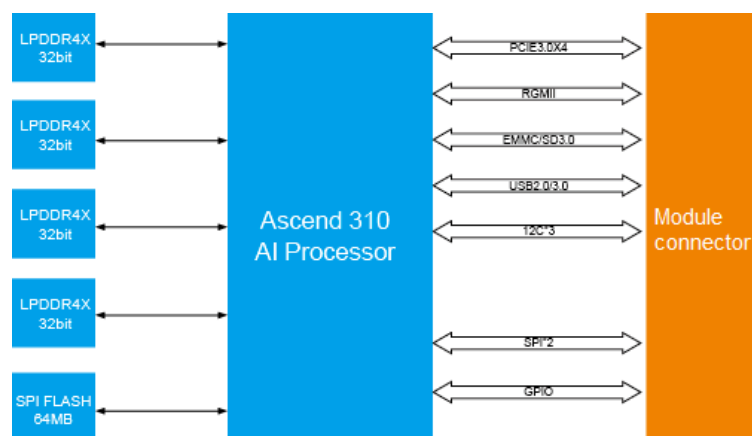 LPDDR4X
32bit
LPDDR4X
32bit
LPDDR4X
32bit
LPDDR4X
32bit
SPI FLASH
64MB
Ascend 310
AI Processor
PCIE3.0X4
RGMII
EMMC/SD3.0
USB2.0/3.0
12C*3
SPI*2
GPIO
Module
connector